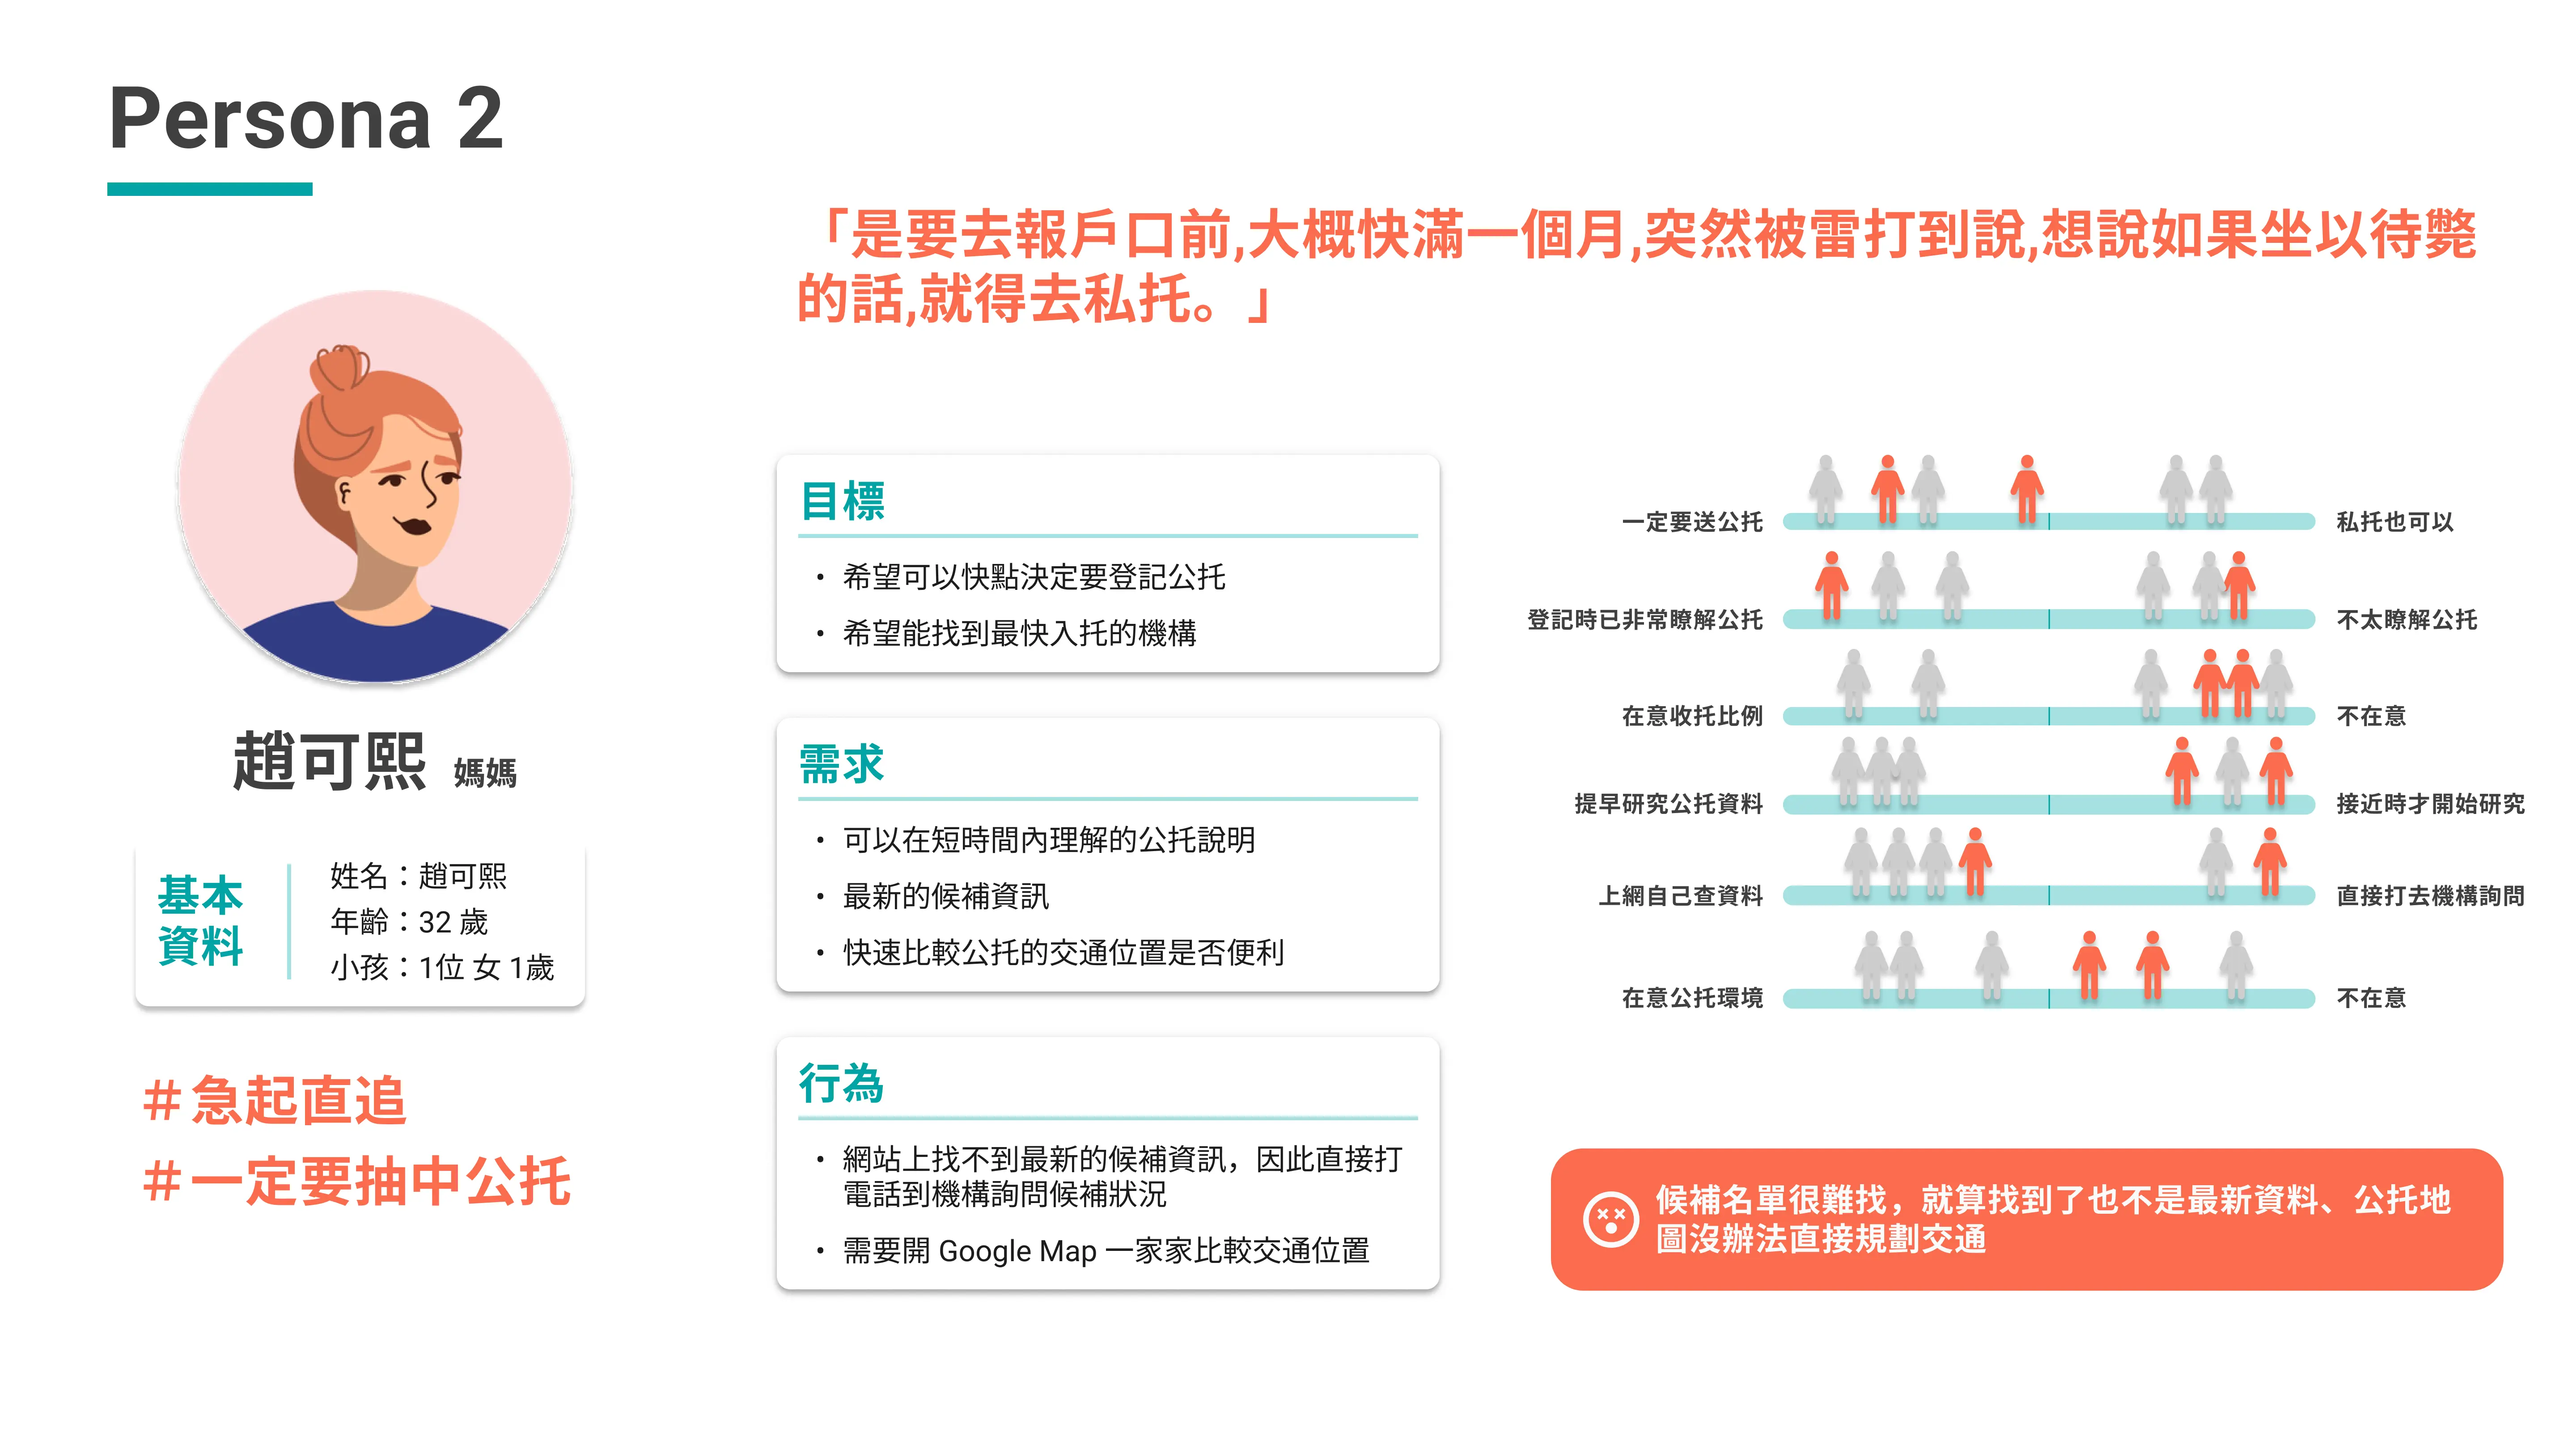 Persona 2
「是要去報戶口前,大概快滿一個月,突然被雷打到說,想說如果坐以待斃
的話,就得去私托。」
趙可熙 媽媽
基本
資料
姓名：趙可熙
年齡：32 歲
小孩：1位 女 1歲
＃急起直追
＃一定要抽中公托
目標
• 希望可以快點決定要登記公托
• 希望能找到最快入托的機構
需求
• 可以在短時間內理解的公托說明
• 最新的候補資訊
• 快速比較公托的交通位置是否便利
行為
• 網站上找不到最新的候補資訊，因此直接打
電話到機構詢問候補狀況
• 需要開 Google Map 一家家比較交通位置
一定要送公托 私托也可以
登記時已非常瞭解公托 不太瞭解公托
在意收托比例 不在意
提早研究公托資料 接近時才開始研究
上網自己查資料 直接打去機構詢問
在意公托環境 不在意
候補名單很難找，就算找到了也不是最新資料、公托地
圖沒辦法直接規劃交通